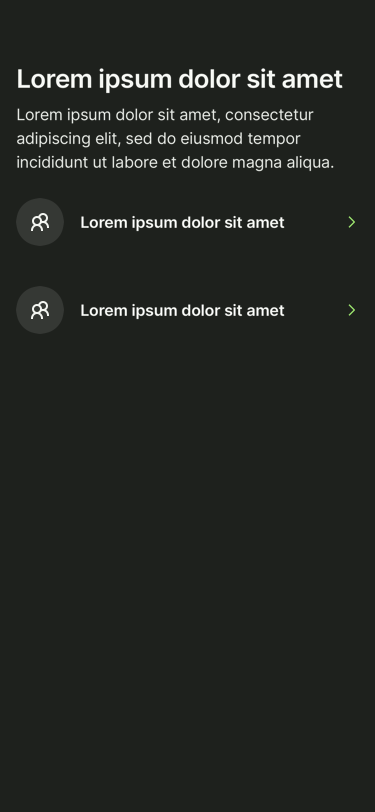 Lorem ipsum dolor sit amet
Lorem ipsum dolor sit amet, consectetur
adipiscing elit, sed do eiusmod tempor
incididunt ut labore et dolore magna aliqua.
Lorem ipsum dolor sit amet
Lorem ipsum dolor sit amet